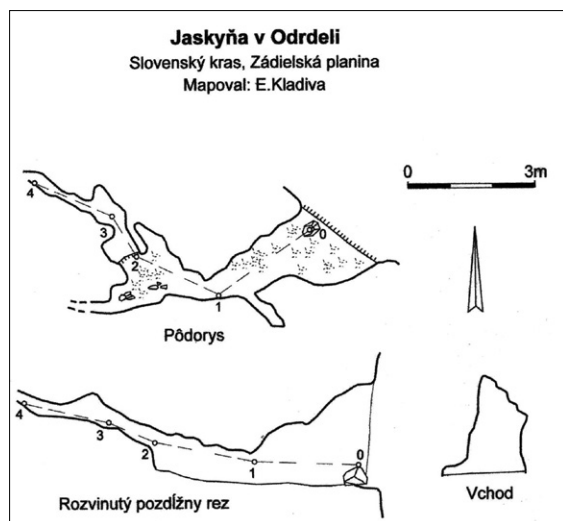 Jaskyňa v Odrdeli
Slovenský kras, Zádielská planina
Mapoval: E.Kladiva
0 3m
4
3
2
1
0
Pôdorys
4
3
2
1
0
Rozvinutý pozdĺžny rez
Vchod